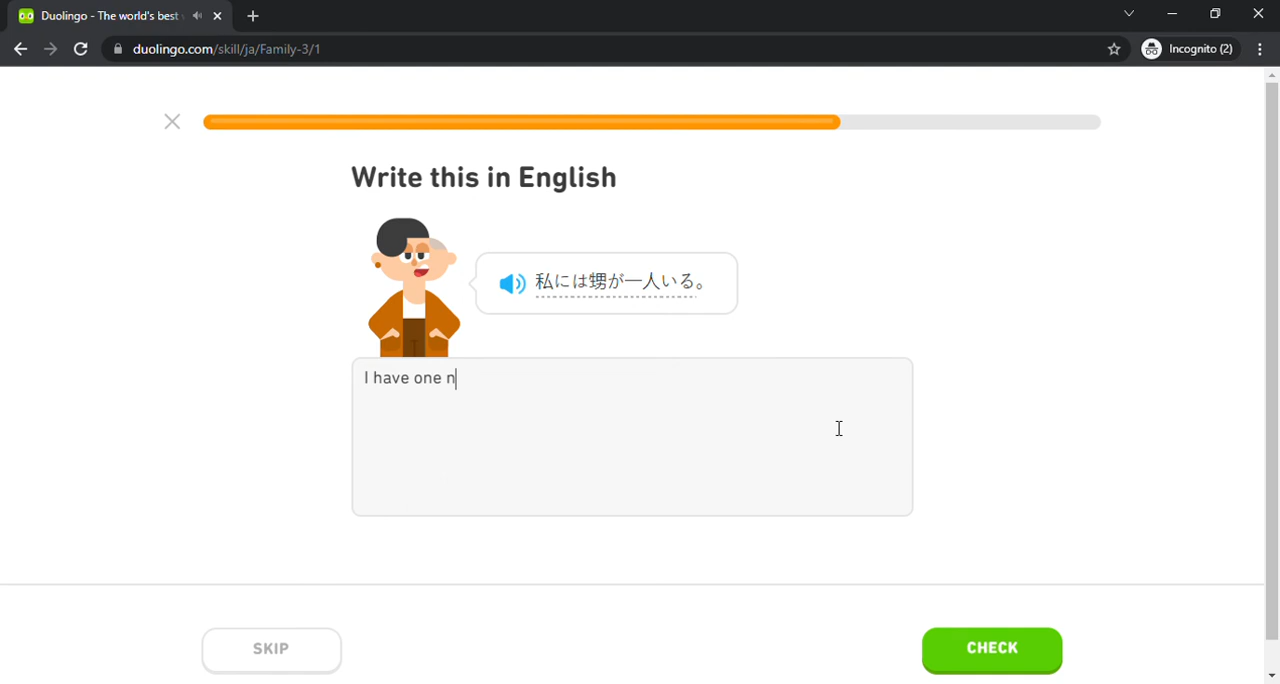 Duolingo - The world's best
duolingo.com/skill/ja/Family-3/1
Incognito (2)
Write this in English
私には甥が一人いる。
I have one n
SKIP
CHECK